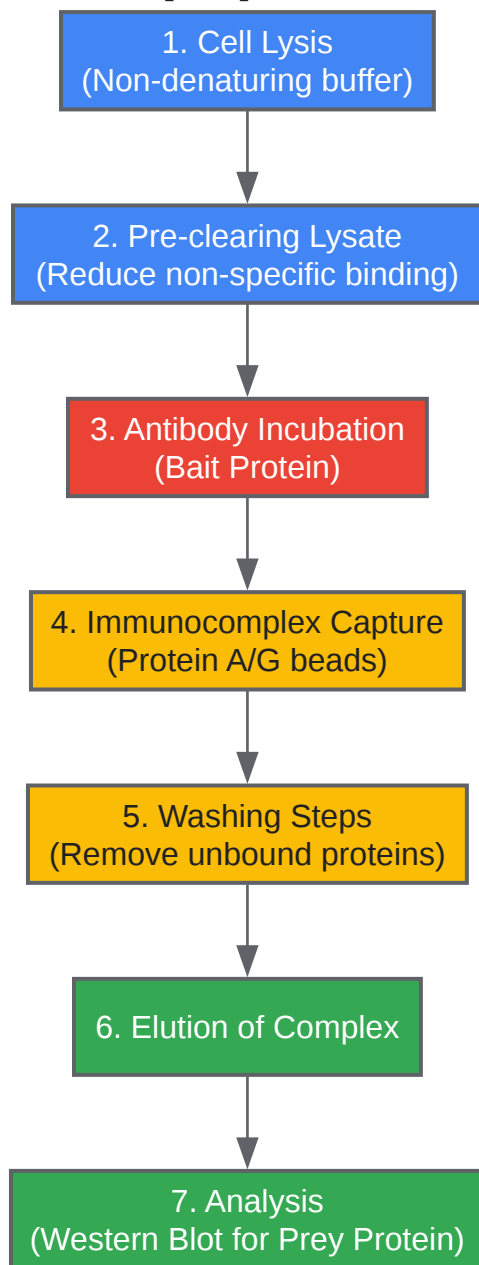 1. Cell Lysis
(Non-denaturing buffer)
2. Pre-clearing Lysate
(Reduce non-specific binding)
3. Antibody Incubation
(Bait Protein)
4. Immunocomplex Capture
(Protein A/G beads)
5. Washing Steps
(Remove unbound proteins)
6. Elution of Complex
7. Analysis
(Western Blot for Prey Protein)